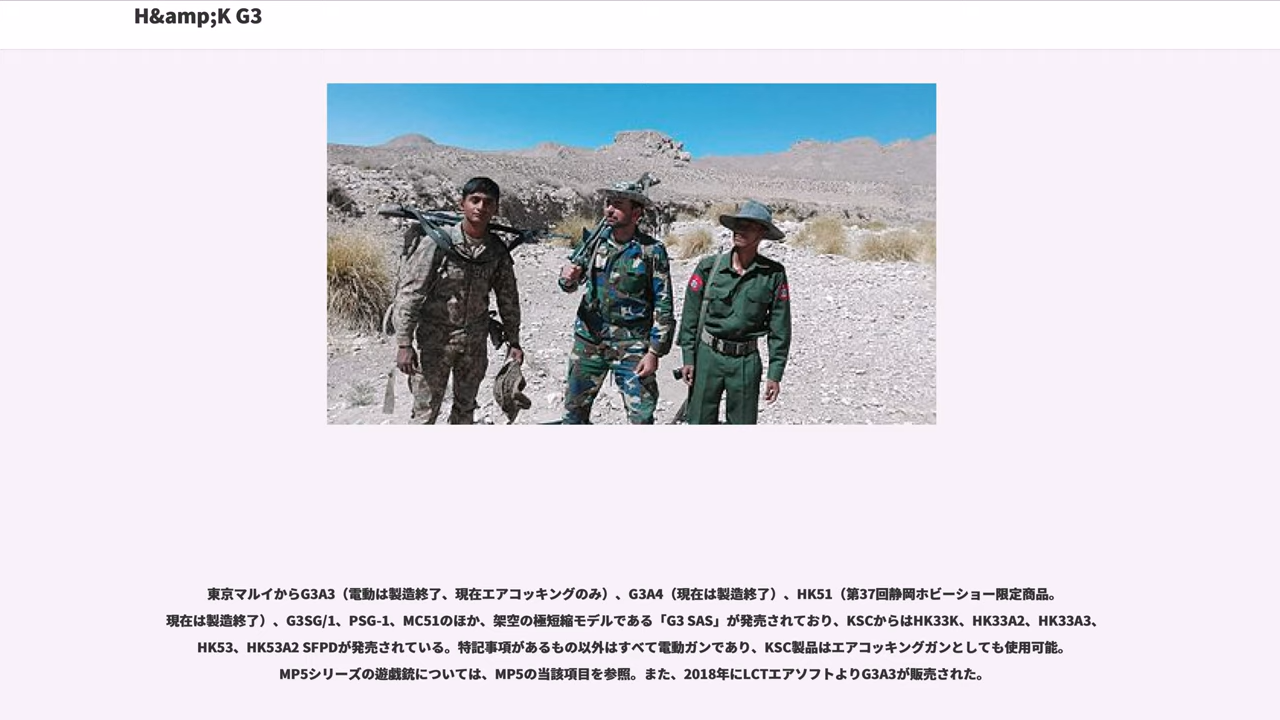 H&amp;K G3
東京マルイからG3A3（電動は製造終了、現在エアコッキングのみ）、G3A4（現在は製造終了）、HK51（第37回静岡ホビーショー限定商品。
現在は製造終了）、G3SG/1、PSG-1、MC51のほか、架空の極短縮モデルである「G3 SAS」が発売されており、KSCからはHK33K、HK33A2、HK33A3、
HK53、HK53A2 SFPDが発売されている。特記事項があるもの以外はすべて電動ガンであり、KSC製品はエアコッキングガンとしても使用可能。
MP5シリーズの遊戯銃については、MP5の当該項目を参照。また、2018年にLCTエアソフトよりG3A3が販売された。